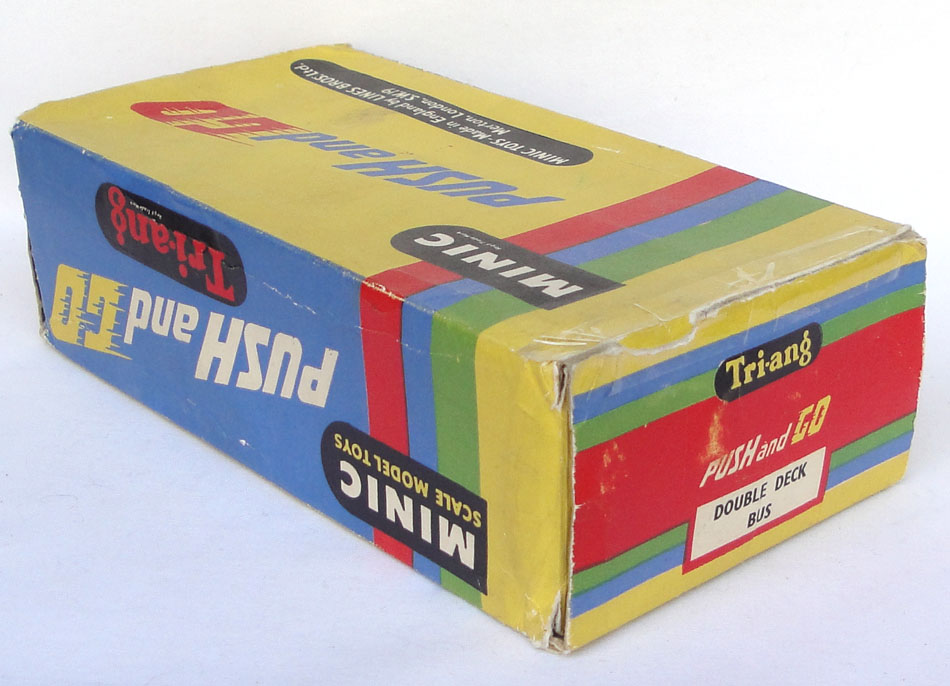 MINIC TOYS Made in England by LINES BROS. Ltd.
Merton, London, S.W.19
PUSH and GO
MINIC
Tri-ang
PUSH and GO
MINIC
SCALE MODEL TOYS
Tri-ang
PUSH and GO
DOUBLE DECK
BUS